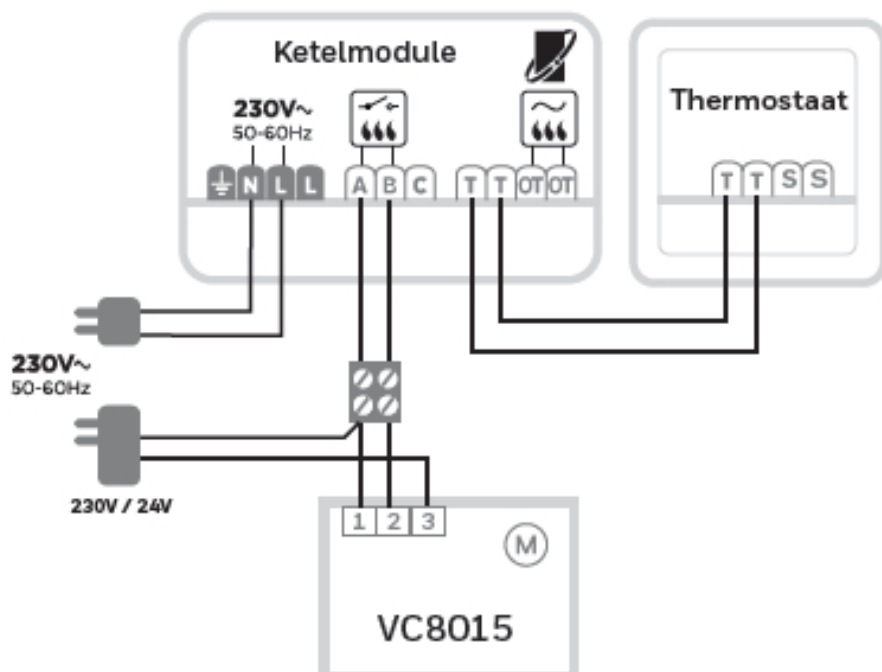 Ketelmodule
230V~
50-60Hz
N L L A B C T T OT OT
Thermostaat
T T S S
230V~
50-60Hz
230V / 24V
1 2 3
M
VC8015